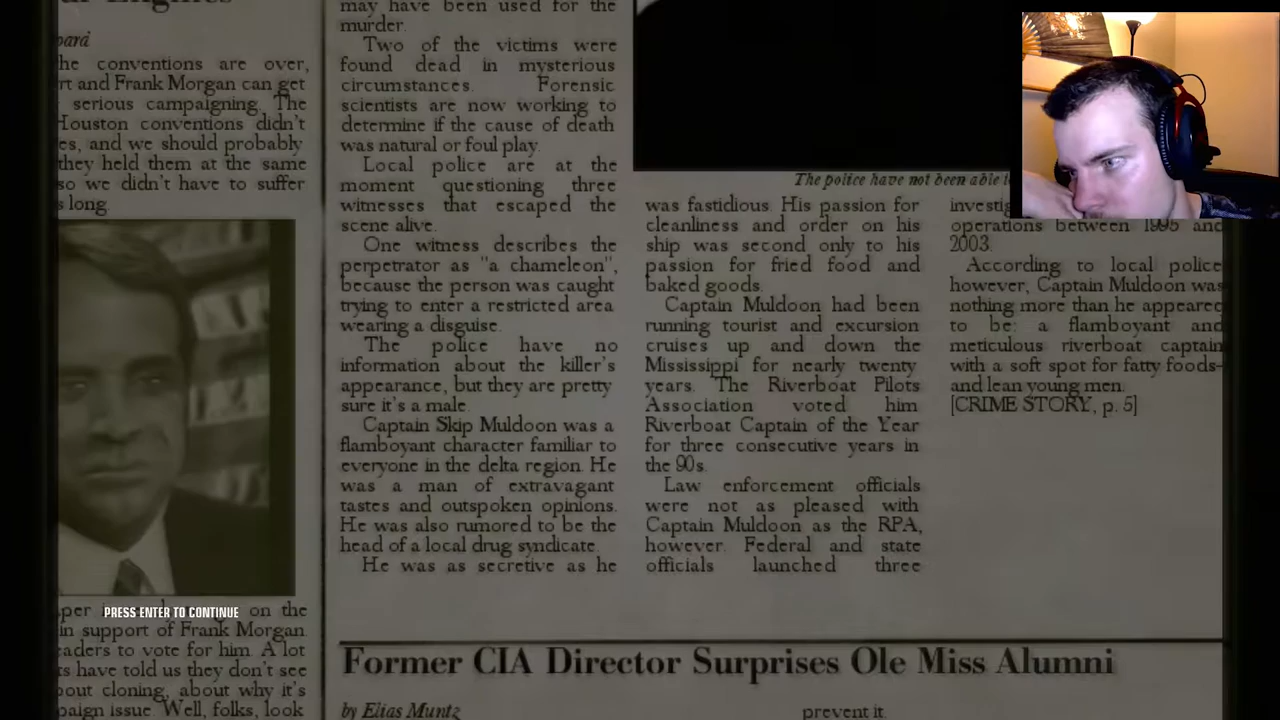 our Engines
he conventions are over,
rt and Frank Morgan can get
serious campaigning. The
Houston conventions didn't
es, and we should probably
they held them at the same
so we didn't have to suffer
s long.
per on the
in support of Frank Morgan.
eaders to vote for him. A lot
ts have told us they don't see
bout cloning, about why it's
paign issue. Well, folks, look
PRESS ENTER TO CONTINUE
may have been used for the
murder.
Two of the victims were
found dead in mysterious
circumstances. Forensic
scientists are now working to
determine if the cause of death
was natural or foul play.
Local police are at the
moment questioning three
witnesses that escaped the
scene alive.
One witness describes the
perpetrator as "a chameleon",
because the person was caught
trying to enter a restricted area
wearing a disguise.
The police have no
information about the killer's
appearance, but they are pretty
sure it's a male.
Captain Skip Muldoon was a
flamboyant character familiar to
everyone in the delta region. He
was a man of extravagant
tastes and outspoken opinions.
He was also rumored to be the
head of a local drug syndicate.
He was as secretive as he
The police have not been able t
was fastidious. His passion for
cleanliness and order on his
ship was second only to his
passion for fried food and
baked goods.
Captain Muldoon had been
running tourist and excursion
cruises up and down the
Mississippi for nearly twenty
years. The Riverboat Pilots
Association voted him
Riverboat Captain of the Year
for three consecutive years in
the 90s.
Law enforcement officials
were not as pleased with
Captain Muldoon as the RPA,
however. Federal and state
officials launched three
investig
operations between 1995 and
2003.
According to local police
however, Captain Muldoon was
nothing more than he appeared
to be: a flamboyant and
meticulous riverboat captain
with a soft spot for fatty foods-
and lean young men.
[CRIME STORY, p. 5]
Former CIA Director Surprises Ole Miss Alumni
by Elias Muntz
prevent it.